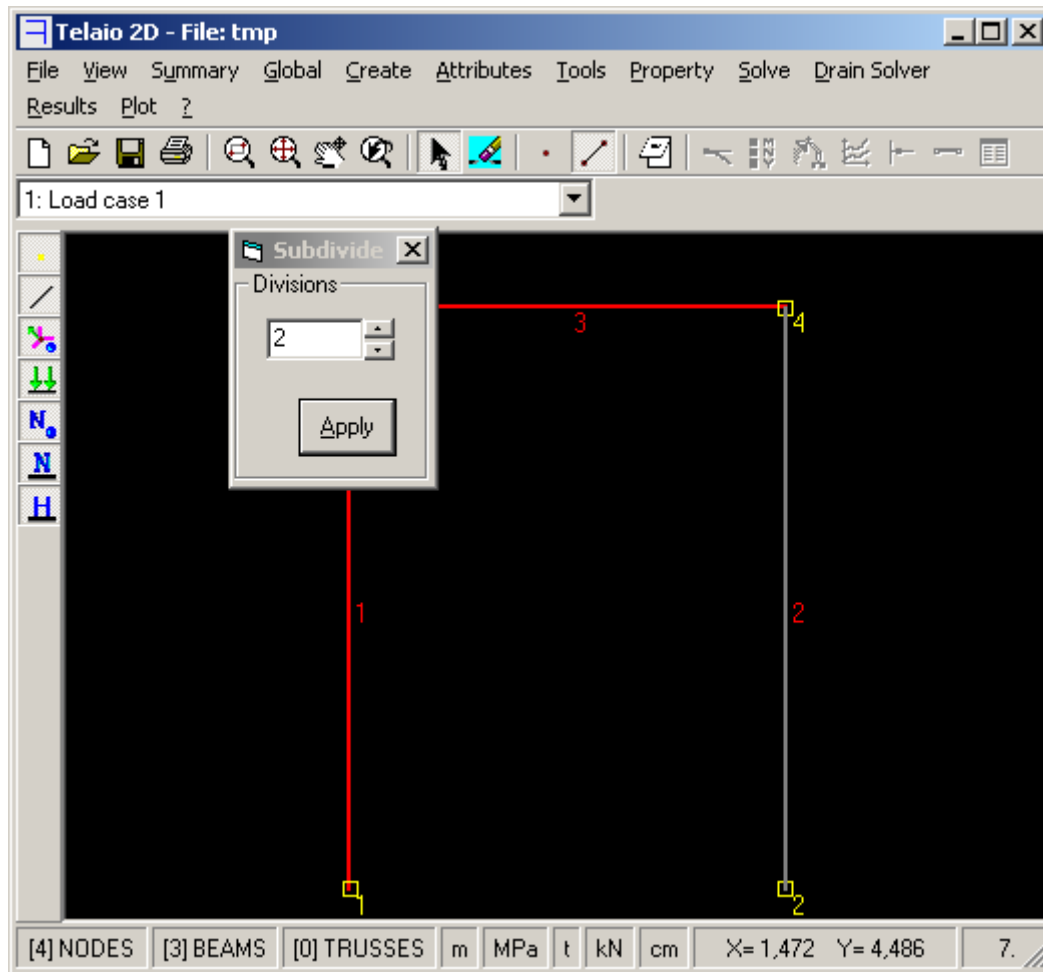 Telaio 2D - File: tmp
File View Summary Global Create Attributes Tools Property Solve Drain Solver
Results Plot ?
1: Load case 1
Subdivide
Divisions
2
Apply
3
4
N
N
H
1
2
1
2
[4] NODES [3] BEAMS [0] TRUSSES m MPa t kN cm X= 1,472 Y= 4,486 7.